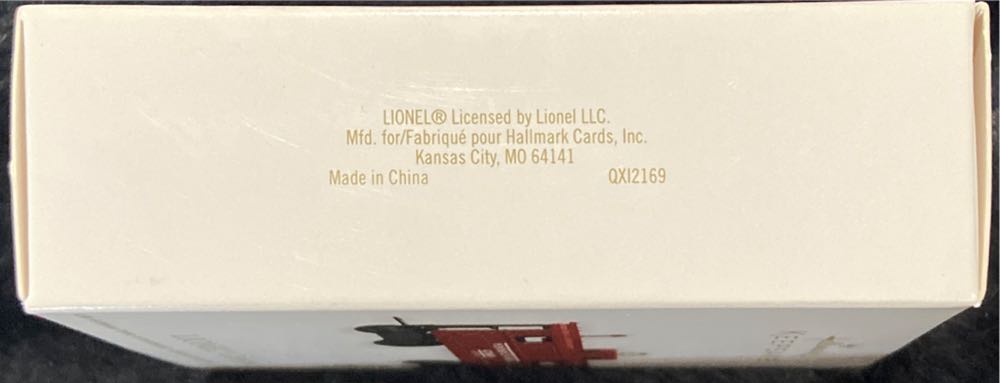 LIONEL® Licensed by Lionel LLC.
Mfd. for/Fabriqué pour Hallmark Cards, Inc.
Kansas City, MO 64141
Made in China QXI2169